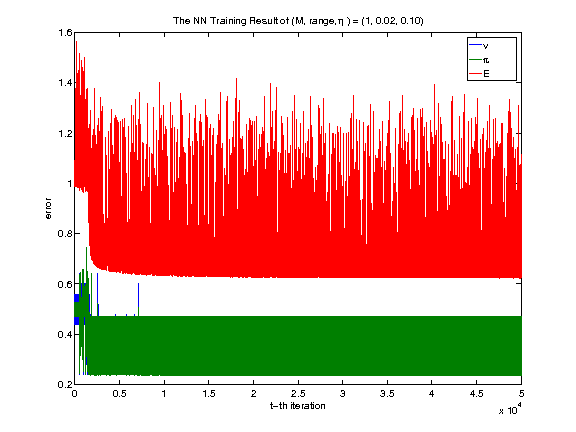 The NN Training Result of (M, range,η ) = (1, 0.02, 0.10)
1.6
1.4
1.2
1
0.8
0.6
0.4
0.2
error
ν
π
E
0 0.5 1 1.5 2 2.5 3 3.5 4 4.5 5
x 10^4
t-th iteration